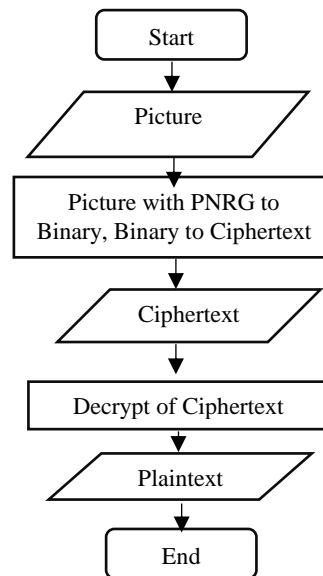 Start
Picture
Picture with PNRG to
Binary, Binary to Ciphertext
Ciphertext
Decrypt of Ciphertext
Plaintext
End